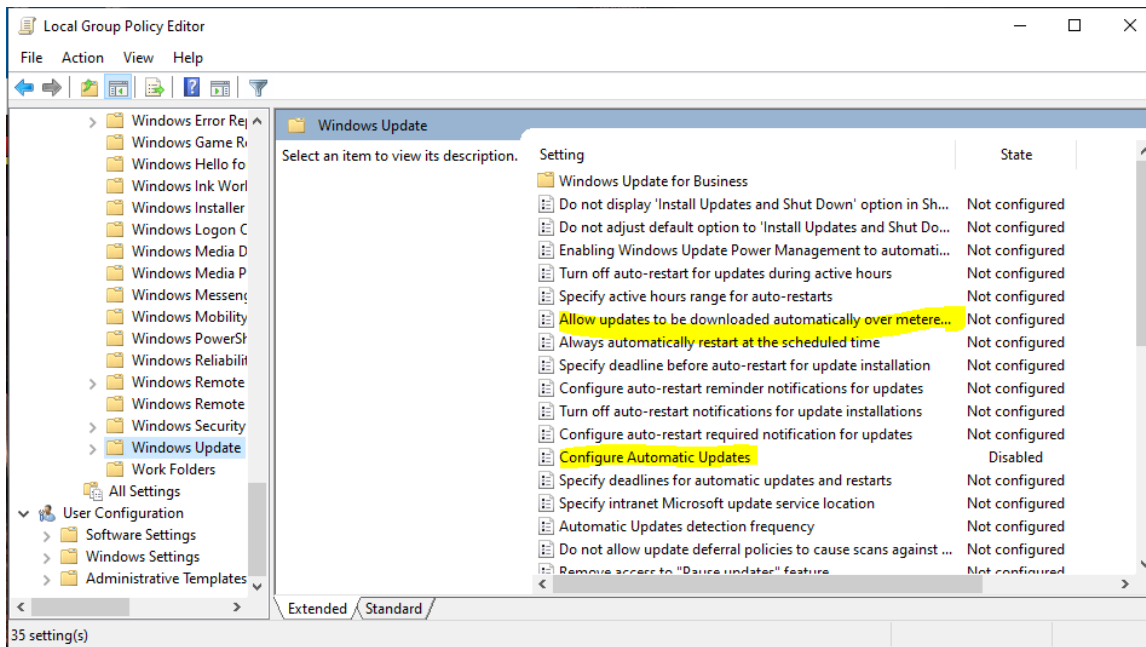 Local Group Policy Editor
File Action View Help
Windows Error Re
Windows Game R
Windows Hello fo
Windows Ink Worl
Windows Installer
Windows Logon C
Windows Media D
Windows Media P
Windows Messeng
Windows Mobility
Windows PowerSh
Windows Reliabilit
Windows Remote
Windows Remote
Windows Security
Windows Update
Work Folders
All Settings
User Configuration
Software Settings
Windows Settings
Administrative Templates
Windows Update
Select an item to view its description.
Setting State
Windows Update for Business
Do not display 'Install Updates and Shut Down' option in Sh... Not configured
Do not adjust default option to 'Install Updates and Shut Do... Not configured
Enabling Windows Update Power Management to automati... Not configured
Turn off auto-restart for updates during active hours Not configured
Specify active hours range for auto-restarts Not configured
Allow updates to be downloaded automatically over metere... Not configured
Always automatically restart at the scheduled time Not configured
Specify deadline before auto-restart for update installation Not configured
Configure auto-restart reminder notifications for updates Not configured
Turn off auto-restart notifications for update installations Not configured
Configure auto-restart required notification for updates Not configured
Configure Automatic Updates Disabled
Specify deadlines for automatic updates and restarts Not configured
Specify intranet Microsoft update service location Not configured
Automatic Updates detection frequency Not configured
Do not allow update deferral policies to cause scans against ... Not configured
Remove access to "Pause updates" feature Not configured
Extended Standard
35 setting(s)